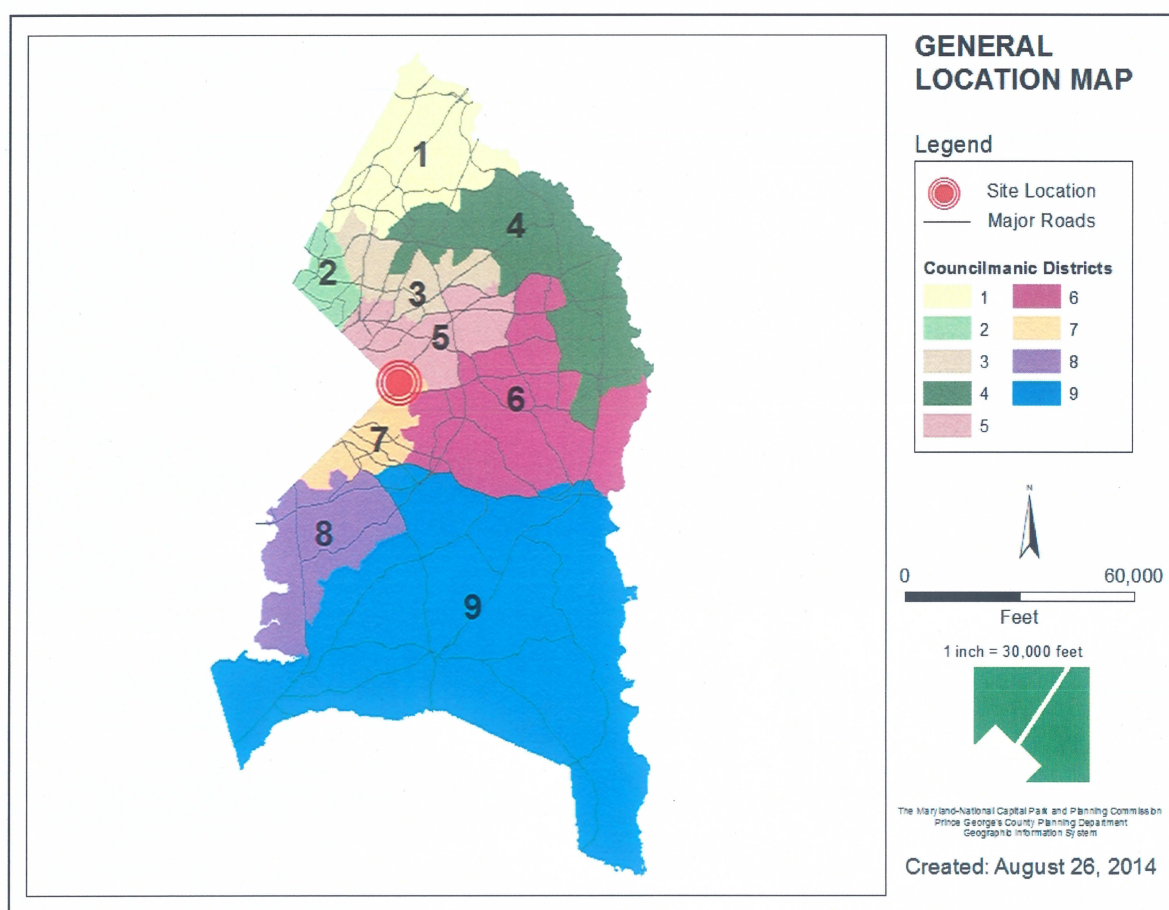 GENERAL
LOCATION MAP
Legend
Site Location
Major Roads
Councilmanic Districts
1
2
3
4
5
6
7
8
9
1
2
3
4
5
6
7
8
9
N
0 60,000
Feet
1 inch = 30,000 feet
The Maryland-National Capital Park and Planning Commission
Prince George's County Planning Department
Geographic Information System
Created: August 26, 2014